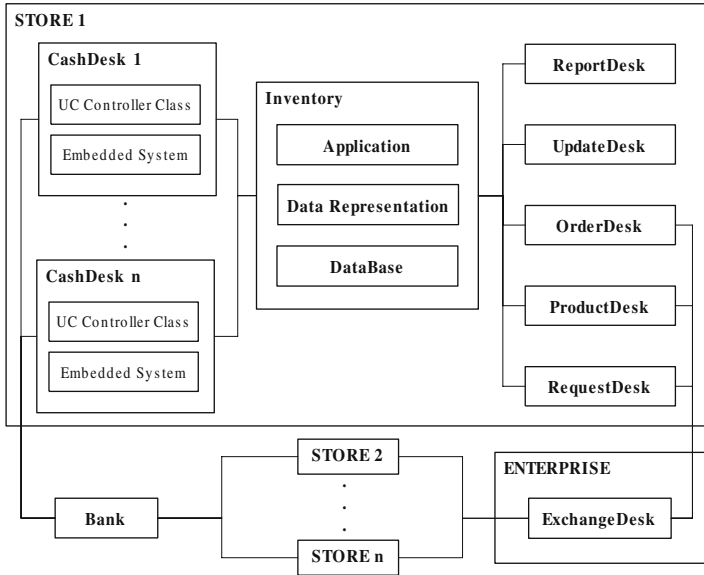 STORE 1
CashDesk 1
UC Controller Class
Embedded System
CashDesk n
UC Controller Class
Embedded System
Inventory
Application
Data Representation
DataBase
ReportDesk
UpdateDesk
OrderDesk
ProductDesk
RequestDesk
Bank
STORE 2
STORE n
ENTERPRISE
ExchangeDesk